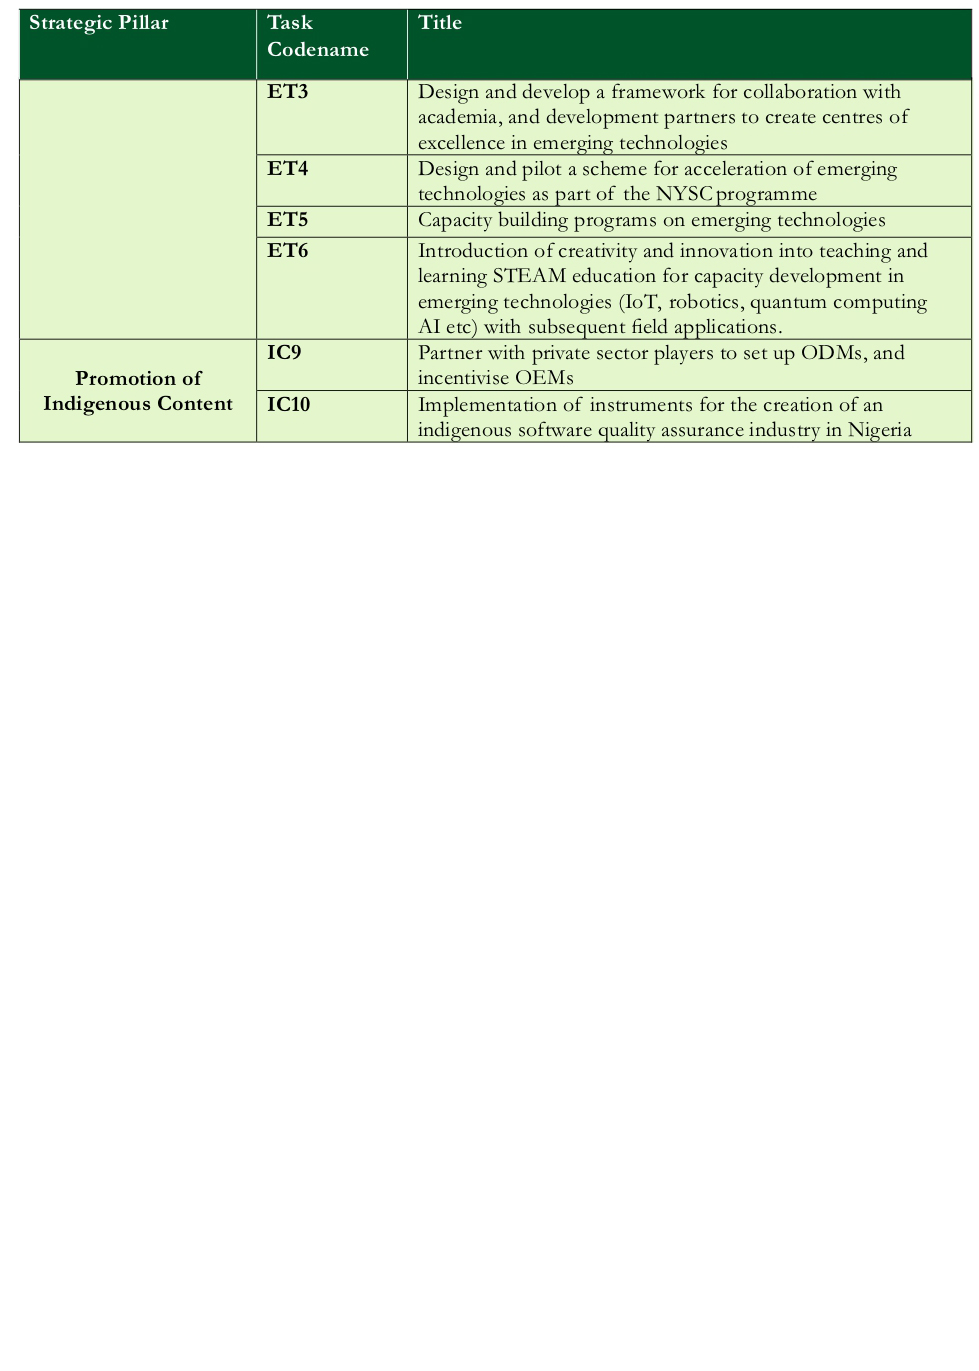 Strategic Pillar
Task
Codename
Title
ET3
Design and develop a framework for collaboration with
academia, and development partners to create centres of
excellence in emerging technologies
ET4
Design and pilot a scheme for acceleration of emerging
technologies as part of the NYSC programme
ET5
Capacity building programs on emerging technologies
ET6
Introduction of creativity and innovation into teaching and
learning STEAM education for capacity development in
emerging technologies (IoT, robotics, quantum computing
AI etc) with subsequent field applications.
Promotion of
Indigenous Content
IC9
Partner with private sector players to set up ODMs, and
incentivise OEMs
IC10
Implementation of instruments for the creation of an
indigenous software quality assurance industry in Nigeria